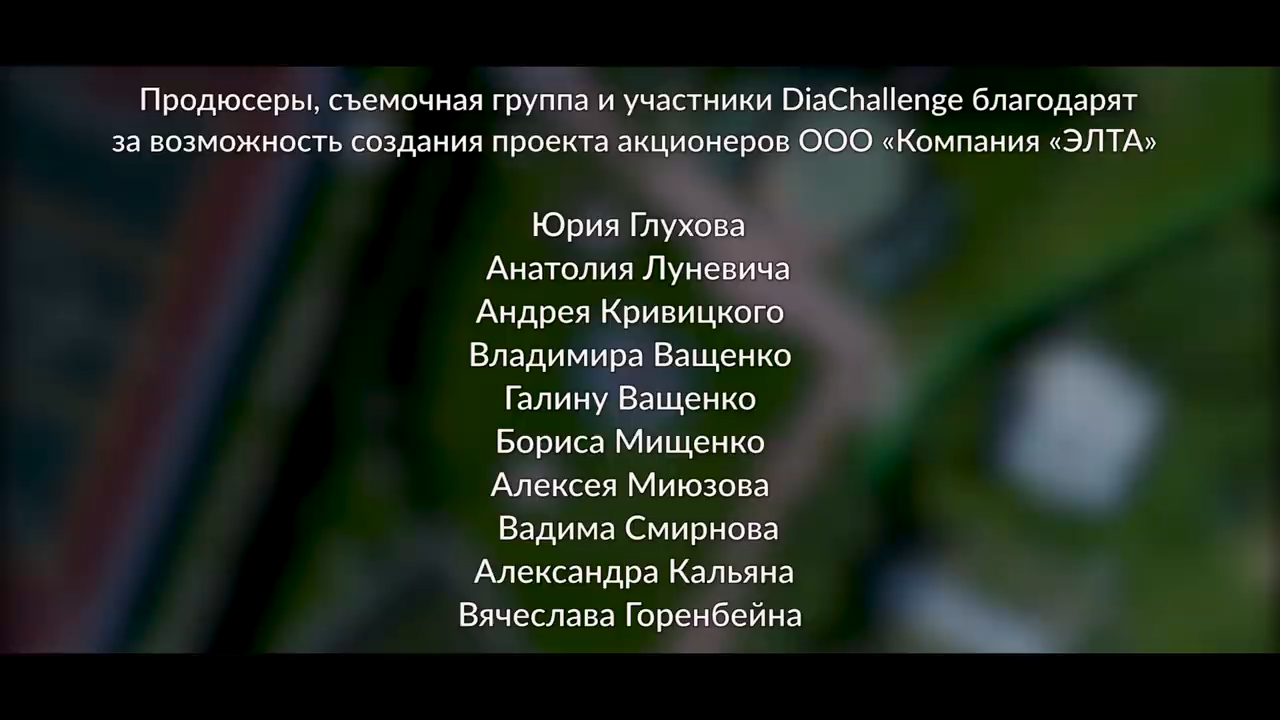 Продюсеры, съемочная группа и участники DiaChallenge благодарят
за возможность создания проекта акционеров ООО «Компания «ЭЛТА»
Юрия Глухова
Анатолия Луневича
Андрея Кривицкого
Владимира Ващенко
Галину Ващенко
Бориса Мищенко
Алексея Миюзова
Вадима Смирнова
Александра Кальяна
Вячеслава Горенбейна